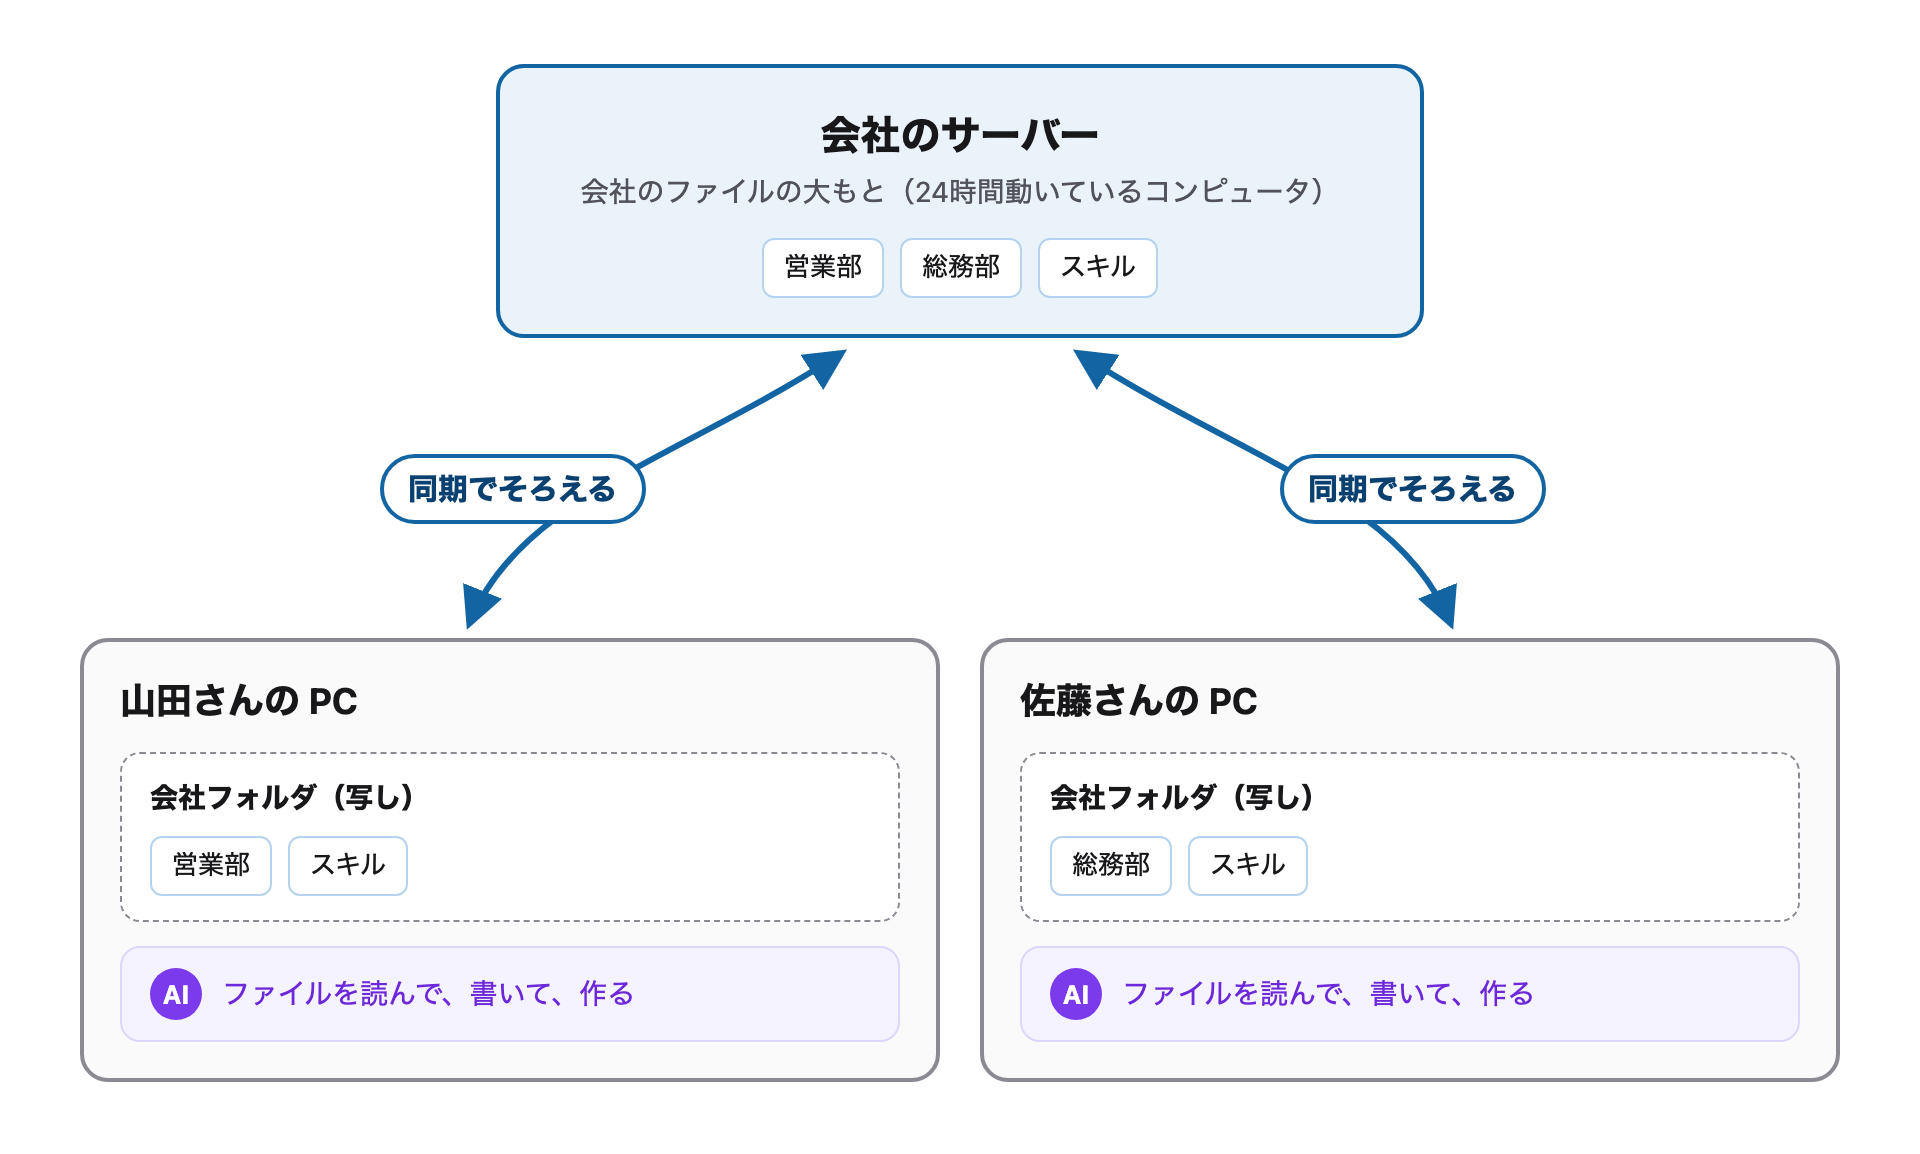 会社のサーバー
会社のファイルの大もと（24時間動いているコンピュータ）
営業部 総務部 スキル
同期でそろえる 同期でそろえる
山田さんの PC
会社フォルダ（写し）
営業部 スキル
AI ファイルを読んで、書いて、作る
佐藤さんの PC
会社フォルダ（写し）
総務部 スキル
AI ファイルを読んで、書いて、作る